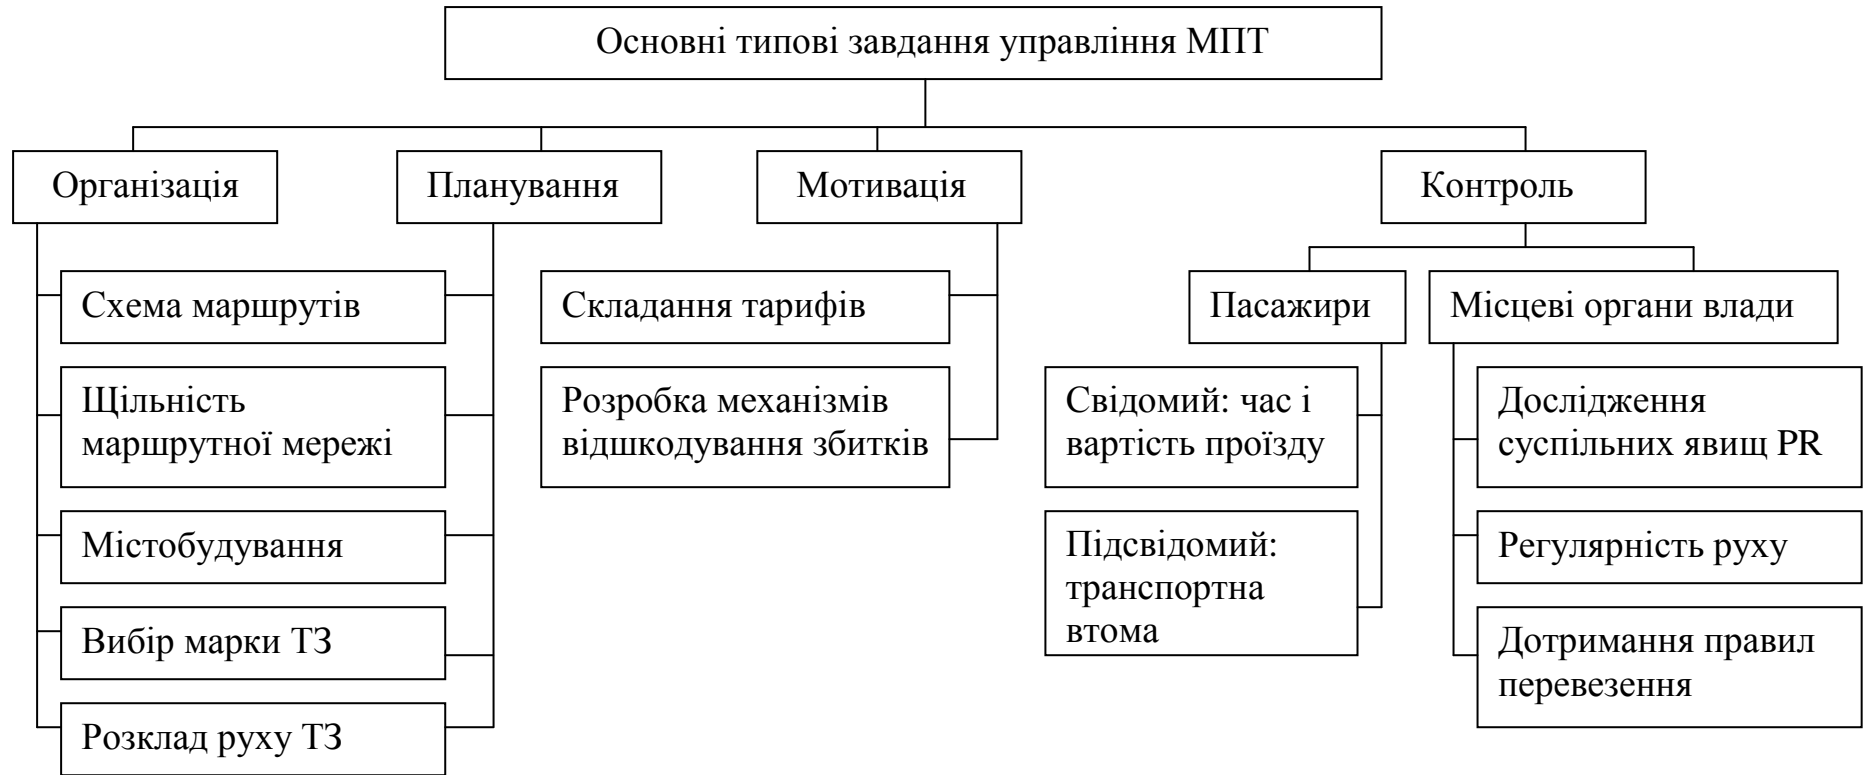 Основні типові завдання управління МПТ
Організація
Планування
Мотивація
Контроль
Схема маршрутів
Щільність
маршрутної мережі
Містобудування
Вибір марки ТЗ
Розклад руху ТЗ
Складання тарифів
Розробка механізмів
відшкодування збитків
Пасажири
Місцеві органи влади
Свідомий: час і
вартість проїзду
Підсвідомий:
транспортна
втома
Дослідження
суспільних явищ PR
Регулярність руху
Дотримання правил
перевезення